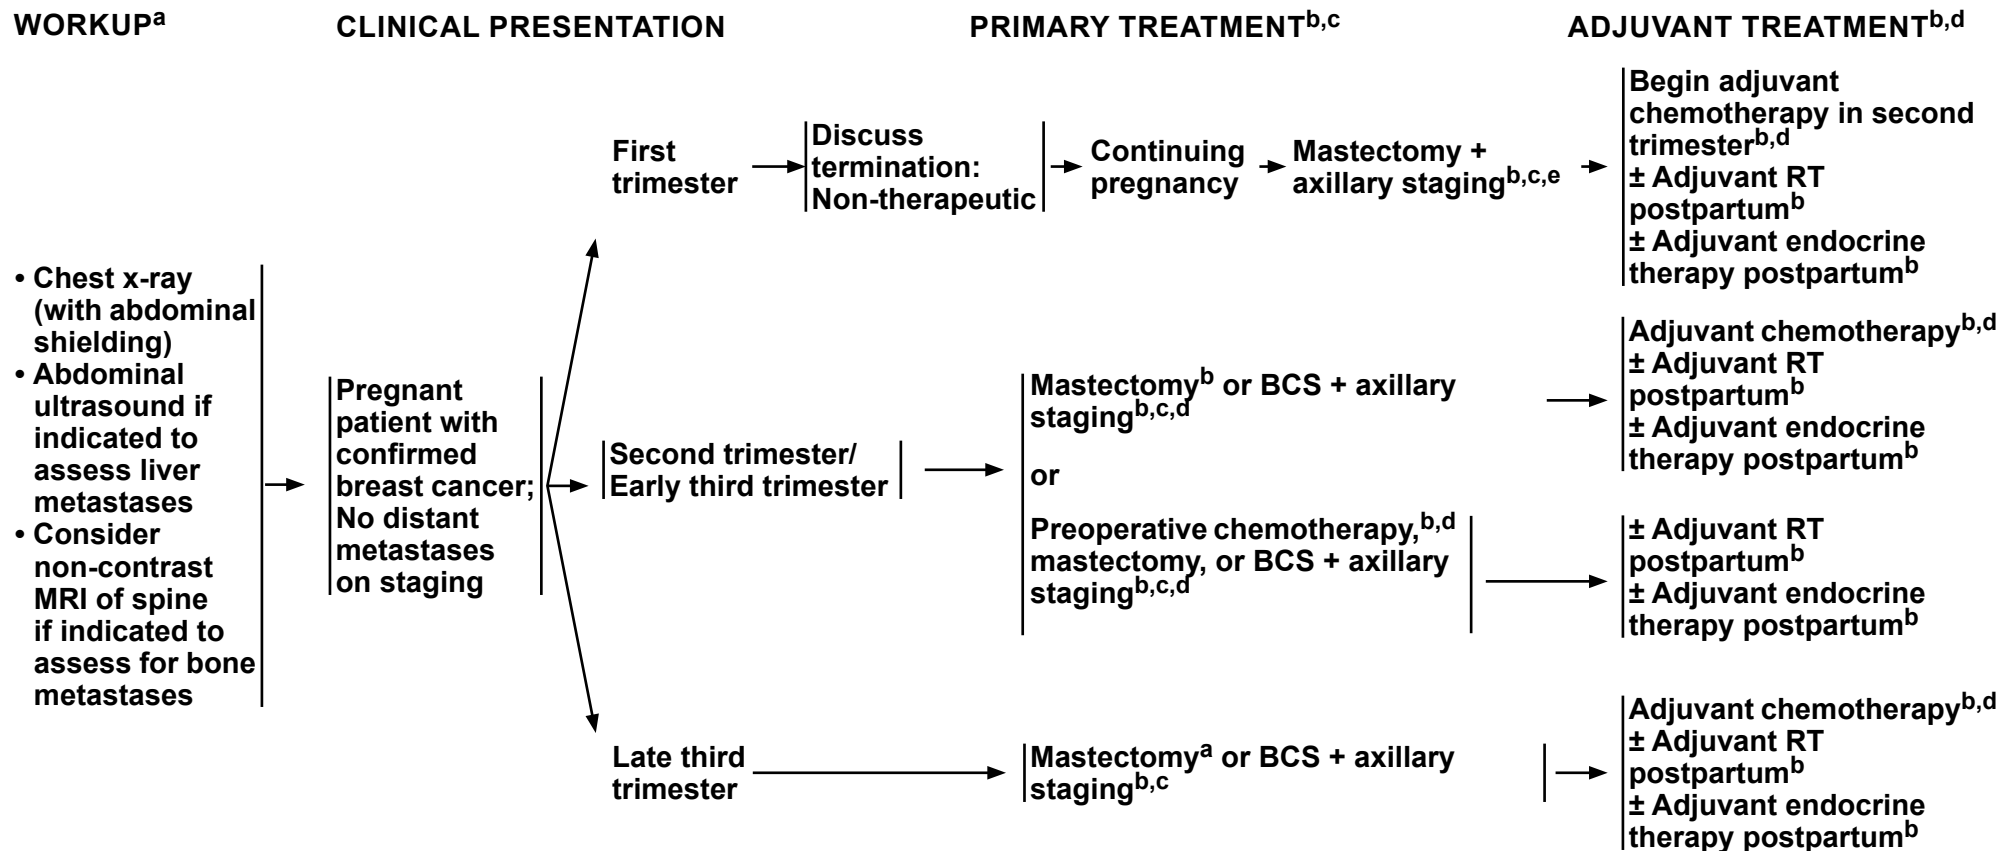 WORKUPa
CLINICAL PRESENTATION
PRIMARY TREATMENTb,c
ADJUVANT TREATMENTb,d
• Chest x-ray
(with abdominal
shielding)
• Abdominal
ultrasound if
indicated to
assess liver
metastases
• Consider
non-contrast
MRI of spine
if indicated to
assess for bone
metastases
Pregnant
patient with
confirmed
breast cancer;
No distant
metastases
on staging
First
trimester
Discuss
termination:
Non-therapeutic
Continuing
pregnancy
Mastectomy +
axillary stagingb,c,e
Begin adjuvant
chemotherapy in second
trimesterb,d
± Adjuvant RT
postpartumb
± Adjuvant endocrine
therapy postpartumb
Second trimester/
Early third trimester
Mastectomyb or BCS + axillary
stagingb,c,d
or
Preoperative chemotherapy,b,d
mastectomy, or BCS + axillary
stagingb,c,d
Adjuvant chemotherapyb,d
± Adjuvant RT
postpartumb
± Adjuvant endocrine
therapy postpartumb
± Adjuvant RT
postpartumb
± Adjuvant endocrine
therapy postpartumb
Late third
trimester
Mastectomya or BCS + axillary
stagingb,c
Adjuvant chemotherapyb,d
± Adjuvant RT
postpartumb
± Adjuvant endocrine
therapy postpartumb